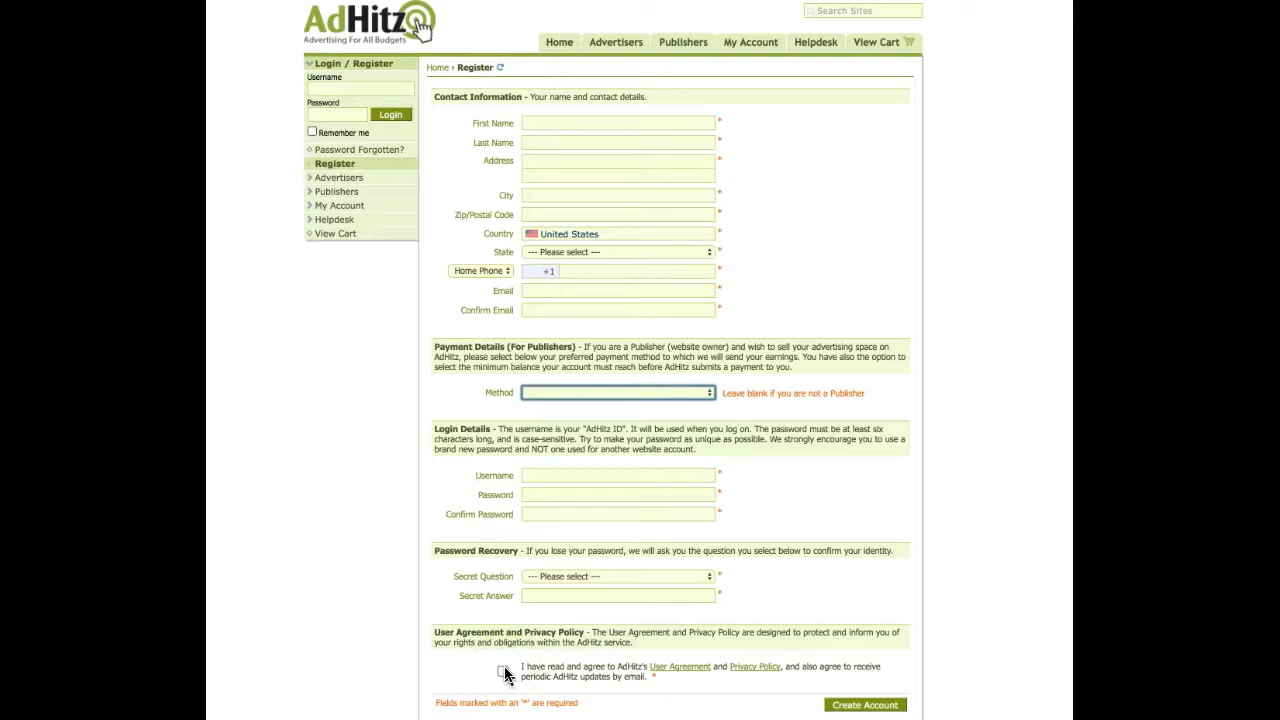 AdHitz
Advertising For All Budgets
Search Sites
Home Advertisers Publishers My Account Helpdesk View Cart
Login / Register
Username
Password
Login
Remember me
Password Forgotten?
Register
Advertisers
Publishers
My Account
Helpdesk
View Cart
Home › Register
Contact Information - Your name and contact details.
First Name *
Last Name *
Address *
City *
Zip/Postal Code *
Country United States *
State --- Please select --- *
Home Phone +1 *
Email *
Confirm Email *
Payment Details (For Publishers) - If you are a Publisher (website owner) and wish to sell your advertising space on
AdHitz, please select below your preferred payment method to which we will send your earnings. You have also the option to
select the minimum balance your account must reach before AdHitz submits a payment to you.
Method Leave blank if you are not a Publisher
Login Details - The username is your "AdHitz ID". It will be used when you log on. The password must be at least six
characters long, and is case-sensitive. Try to make your password as unique as possible. We strongly encourage you to use a
brand new password and NOT one used for another website account.
Username *
Password *
Confirm Password *
Password Recovery - If you lose your password, we will ask you the question you select below to confirm your identity.
Secret Question --- Please select --- *
Secret Answer *
User Agreement and Privacy Policy - The User Agreement and Privacy Policy are designed to protect and inform you of
your rights and obligations within the AdHitz service.
I have read and agree to AdHitz's User Agreement and Privacy Policy, and also agree to receive
periodic AdHitz updates by email. *
Fields marked with an '*' are required
Create Account